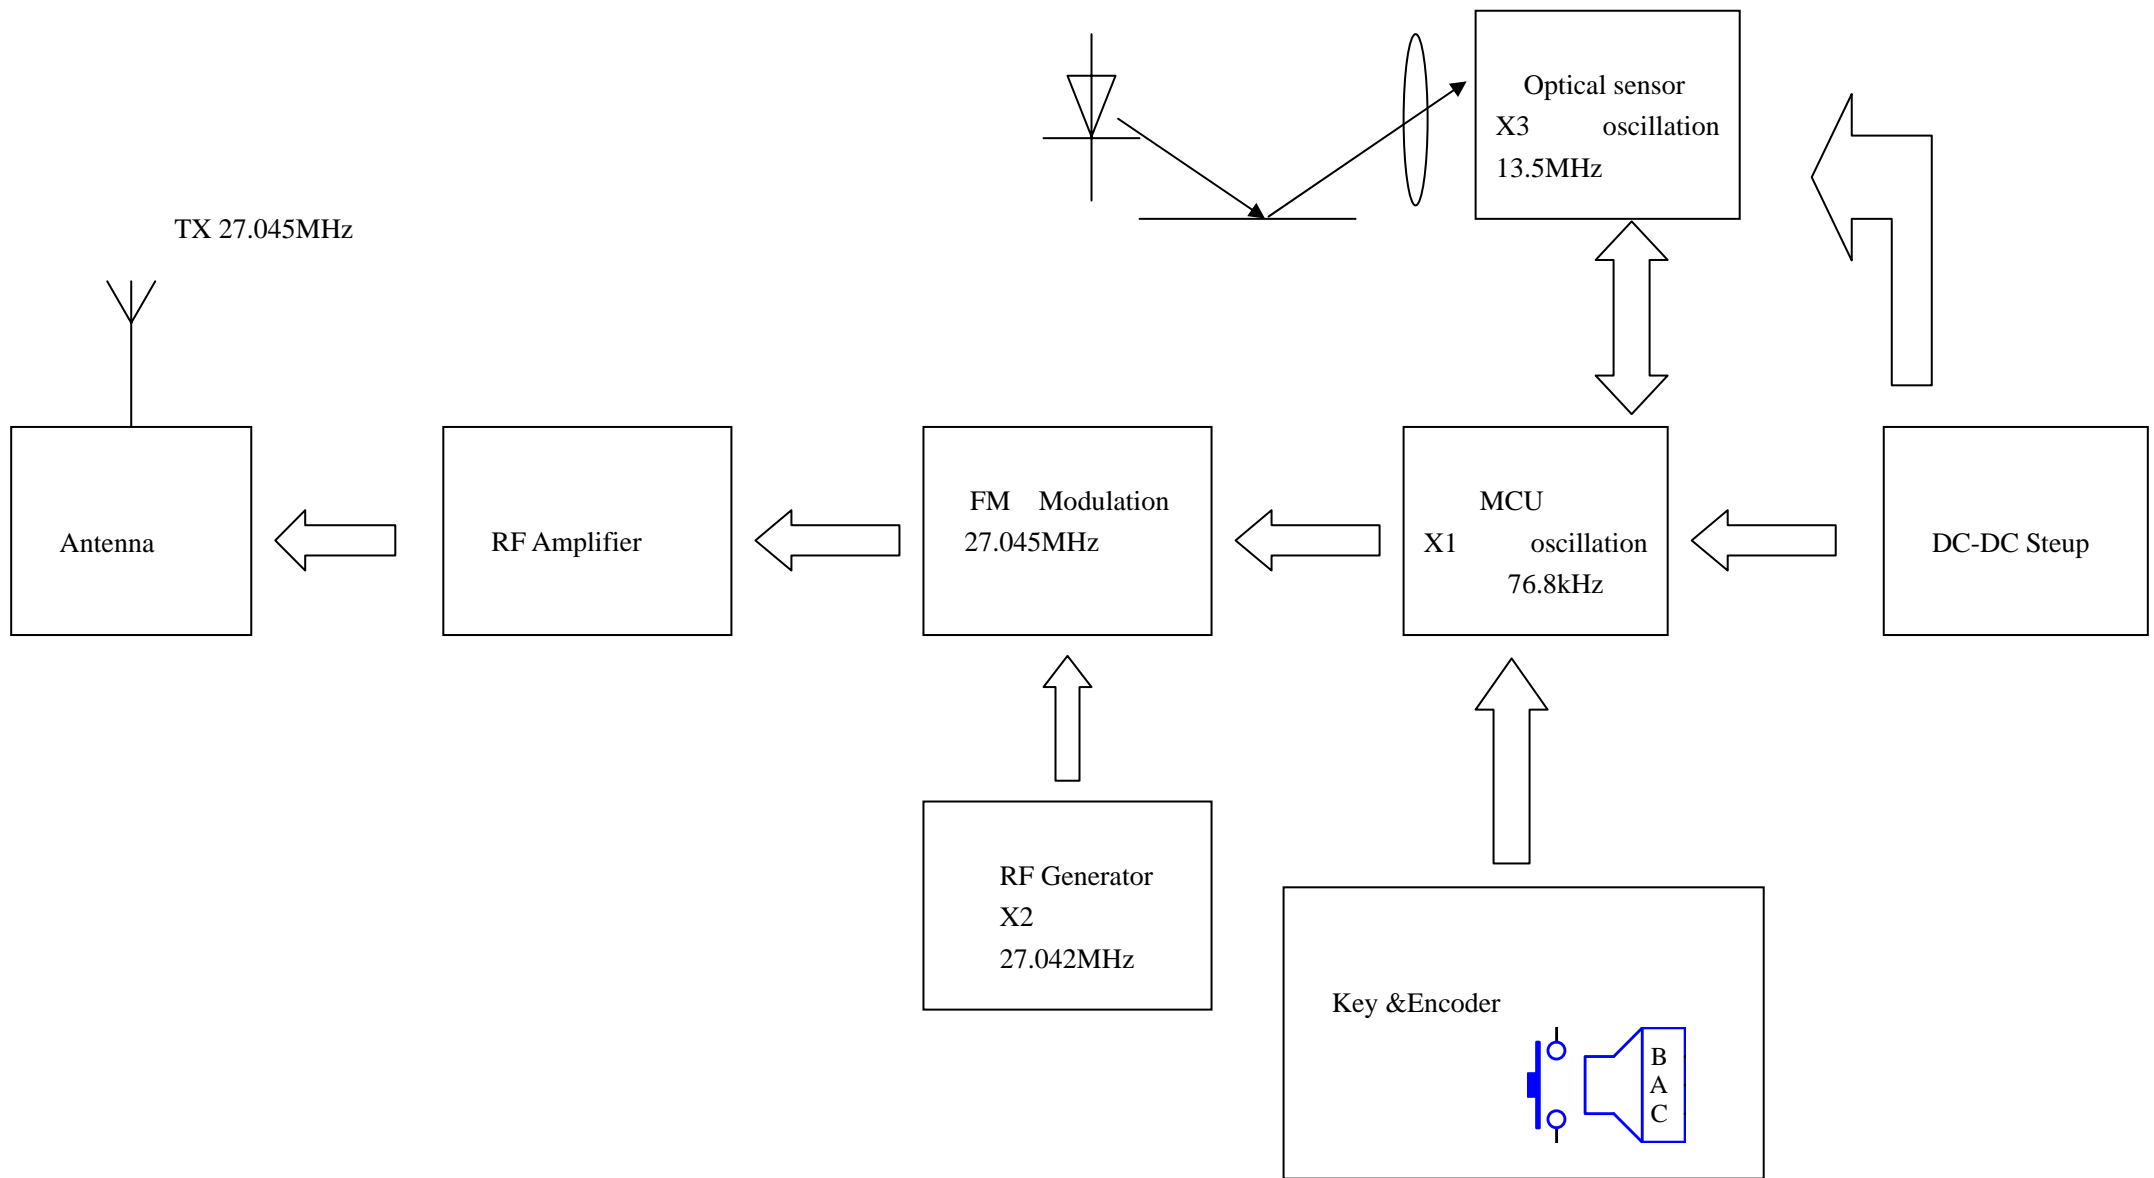 Optical sensor
X3 oscillation
13.5MHz
TX 27.045MHz
Antenna
RF Amplifier
FM Modulation
27.045MHz
MCU
X1 oscillation
76.8kHz
DC-DC Steup
RF Generator
X2
27.042MHz
Key &Encoder
B
A
C